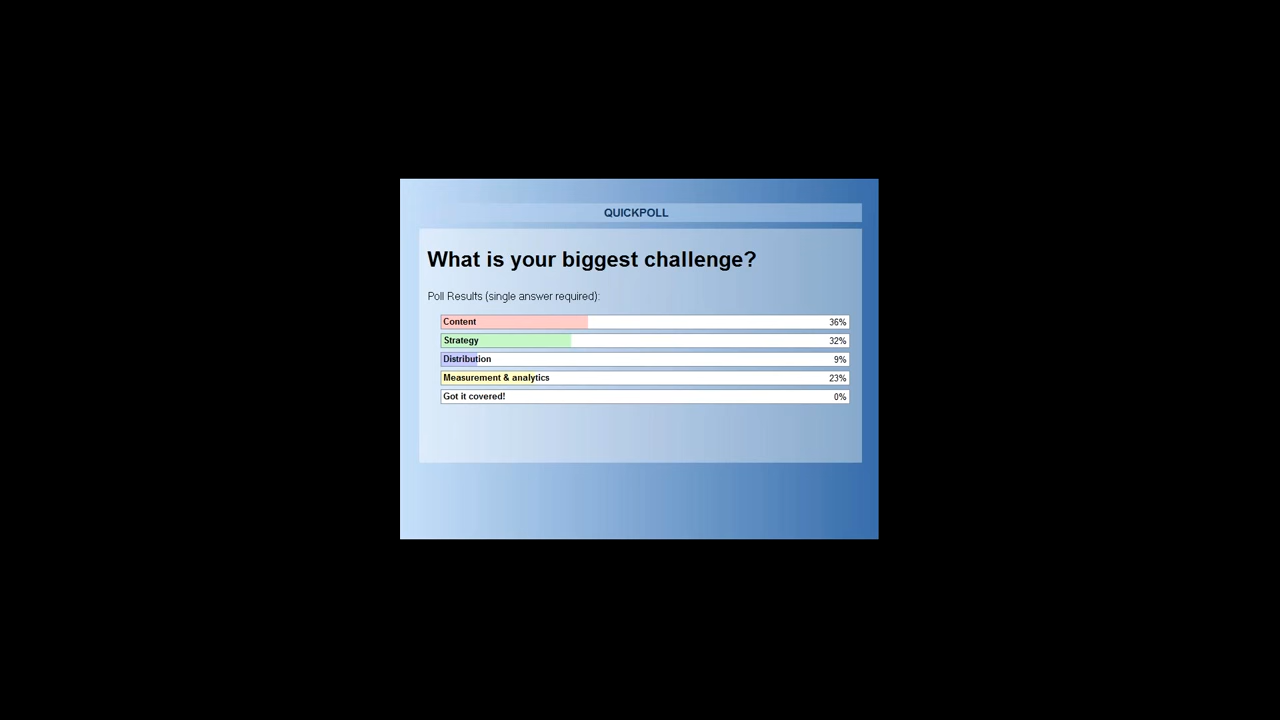 QUICKPOLL
What is your biggest challenge?
Poll Results (single answer required):
Content 36%
Strategy 32%
Distribution 9%
Measurement & analytics 23%
Got it covered! 0%